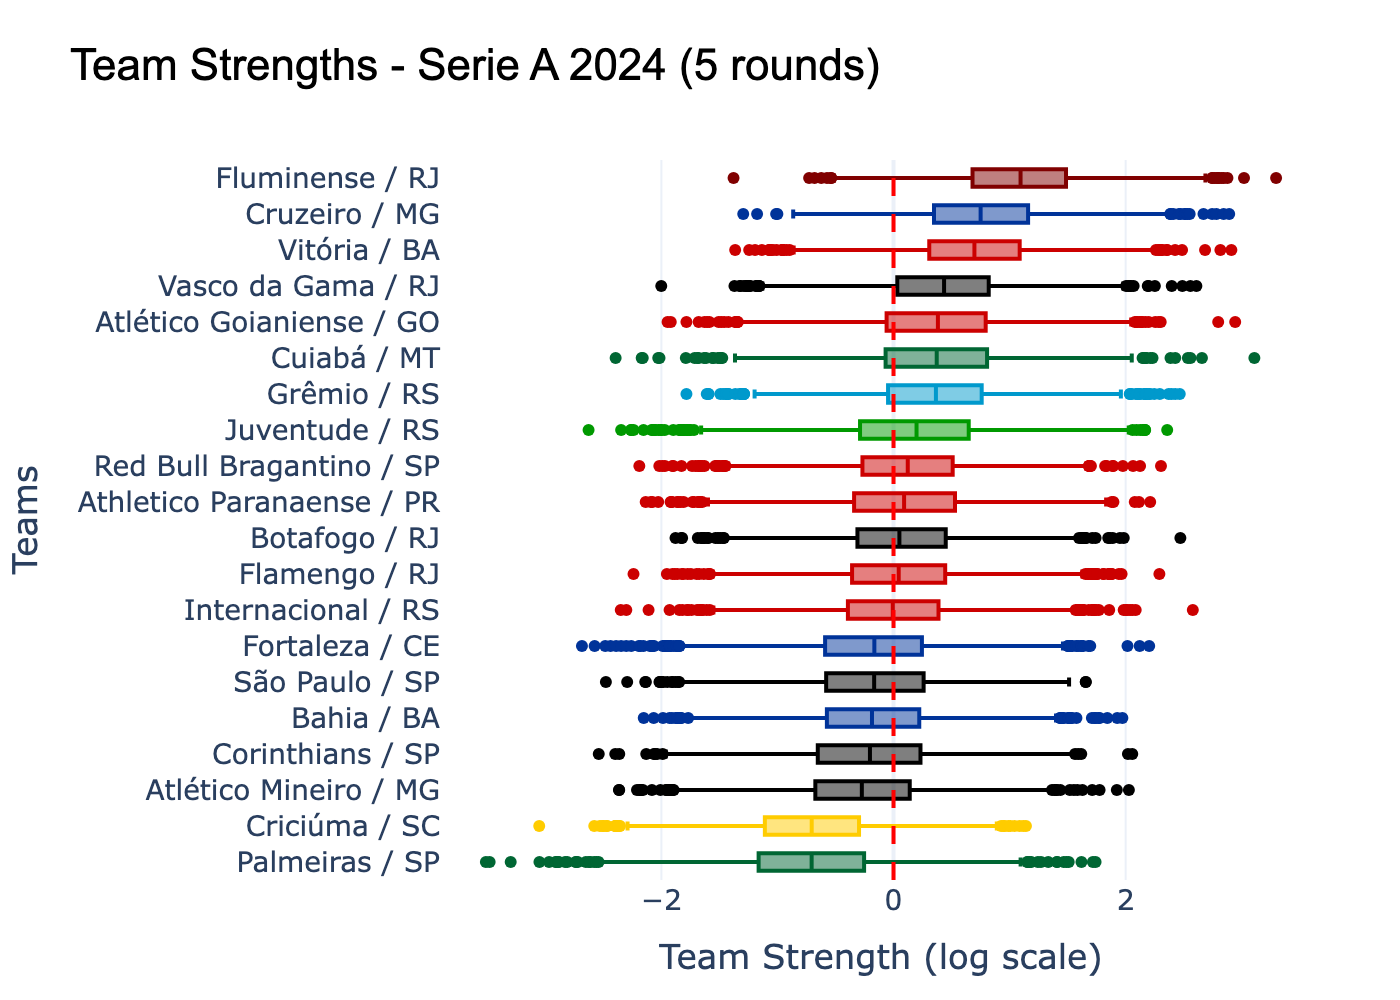 Team Strengths - Serie A 2024 (5 rounds)
Teams
Fluminense / RJ
Cruzeiro / MG
Vitória / BA
Vasco da Gama / RJ
Atlético Goianiense / GO
Cuiabá / MT
Grêmio / RS
Juventude / RS
Red Bull Bragantino / SP
Athletico Paranaense / PR
Botafogo / RJ
Flamengo / RJ
Internacional / RS
Fortaleza / CE
São Paulo / SP
Bahia / BA
Corinthians / SP
Atlético Mineiro / MG
Criciúma / SC
Palmeiras / SP
−2 0 2
Team Strength (log scale)